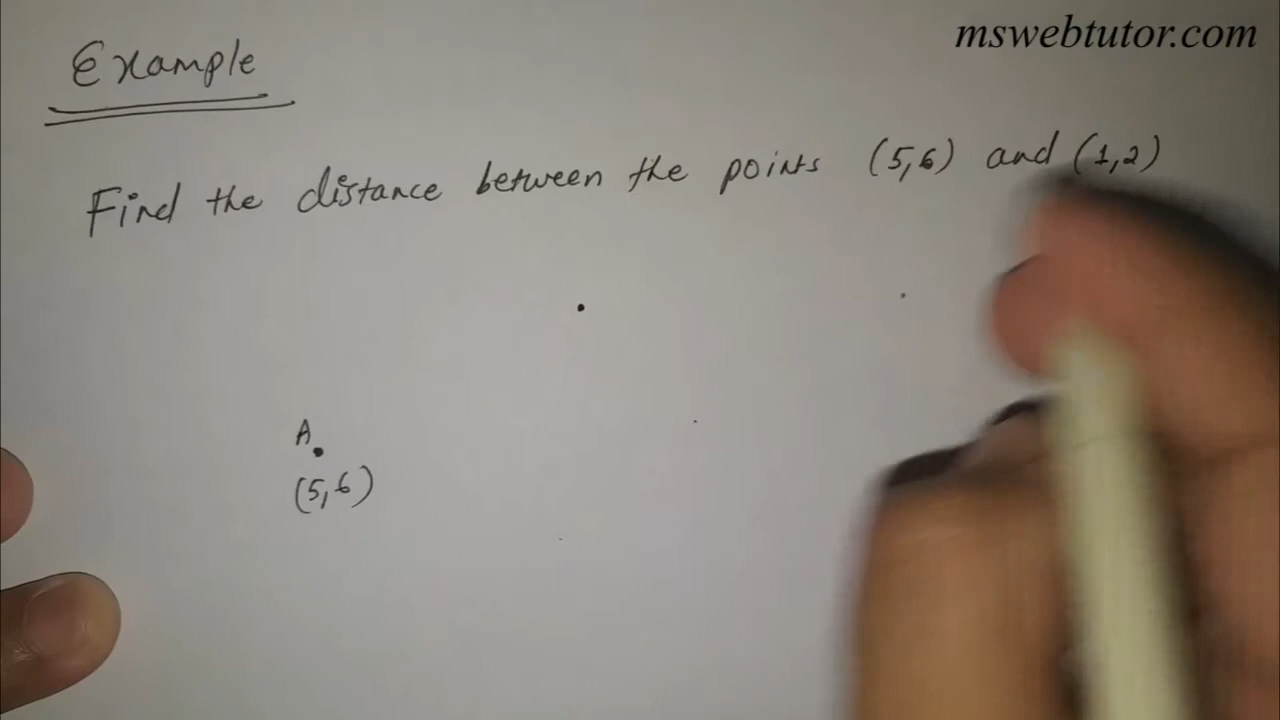 mswebtutor.com
Example
Find the distance between the points (5,6) and (1,2)
A
(5,6)